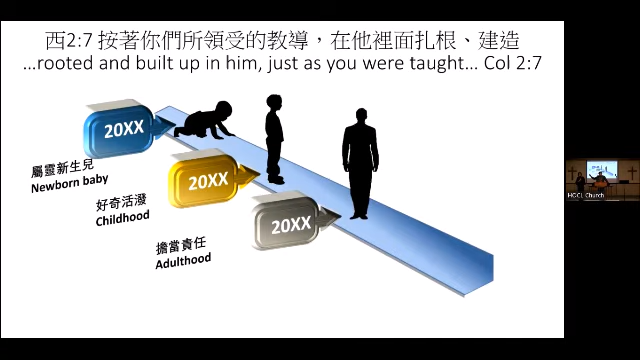 西2:7 按著你們所領受的教導，在他裡面扎根、建造
...rooted and built up in him, just as you were taught... Col 2:7
20XX
屬靈新生兒
Newborn baby
20XX
好奇活潑
Childhood
20XX
擔當責任
Adulthood
HOCL Church